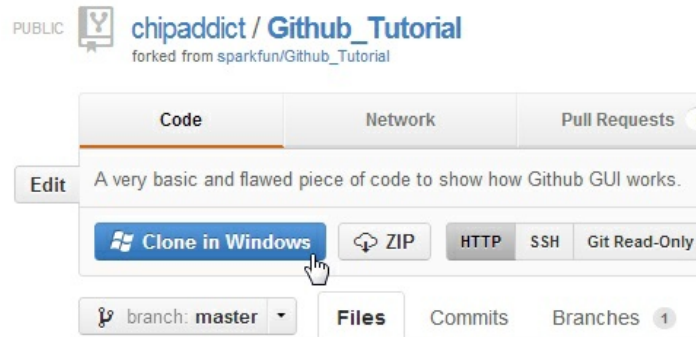 PUBLIC chipaddict / Github_Tutorial
forked from sparkfun/Github_Tutorial
Code Network Pull Requests
Edit A very basic and flawed piece of code to show how Github GUI works.
Clone in Windows ZIP HTTP SSH Git Read-Only
branch: master Files Commits Branches 1